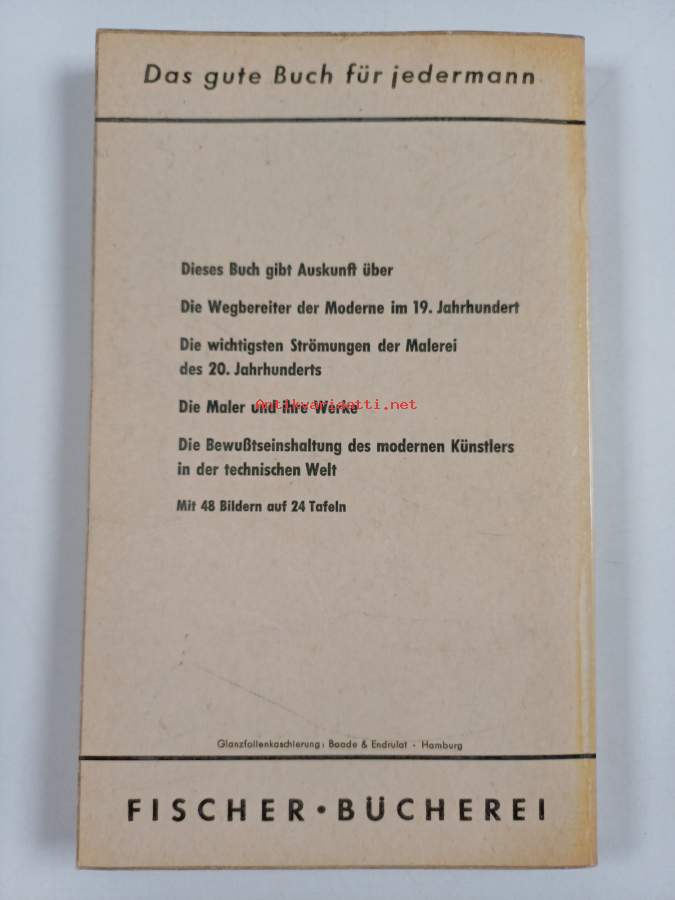 Das gute Buch für jedermann
Dieses Buch gibt Auskunft über
Die Wegbereiter der Moderne im 19. Jahrhundert
Die wichtigsten Strömungen der Malerei
des 20. Jahrhunderts
Die Maler und ihre Werke
Antikvariaatti.net
Die Bewußtseinshaltung des modernen Künstlers
in der technischen Welt
Mit 48 Bildern auf 24 Tafeln
Glanzfolienkaschierung: Baade & Endrulat · Hamburg
FISCHER · BÜCHEREI